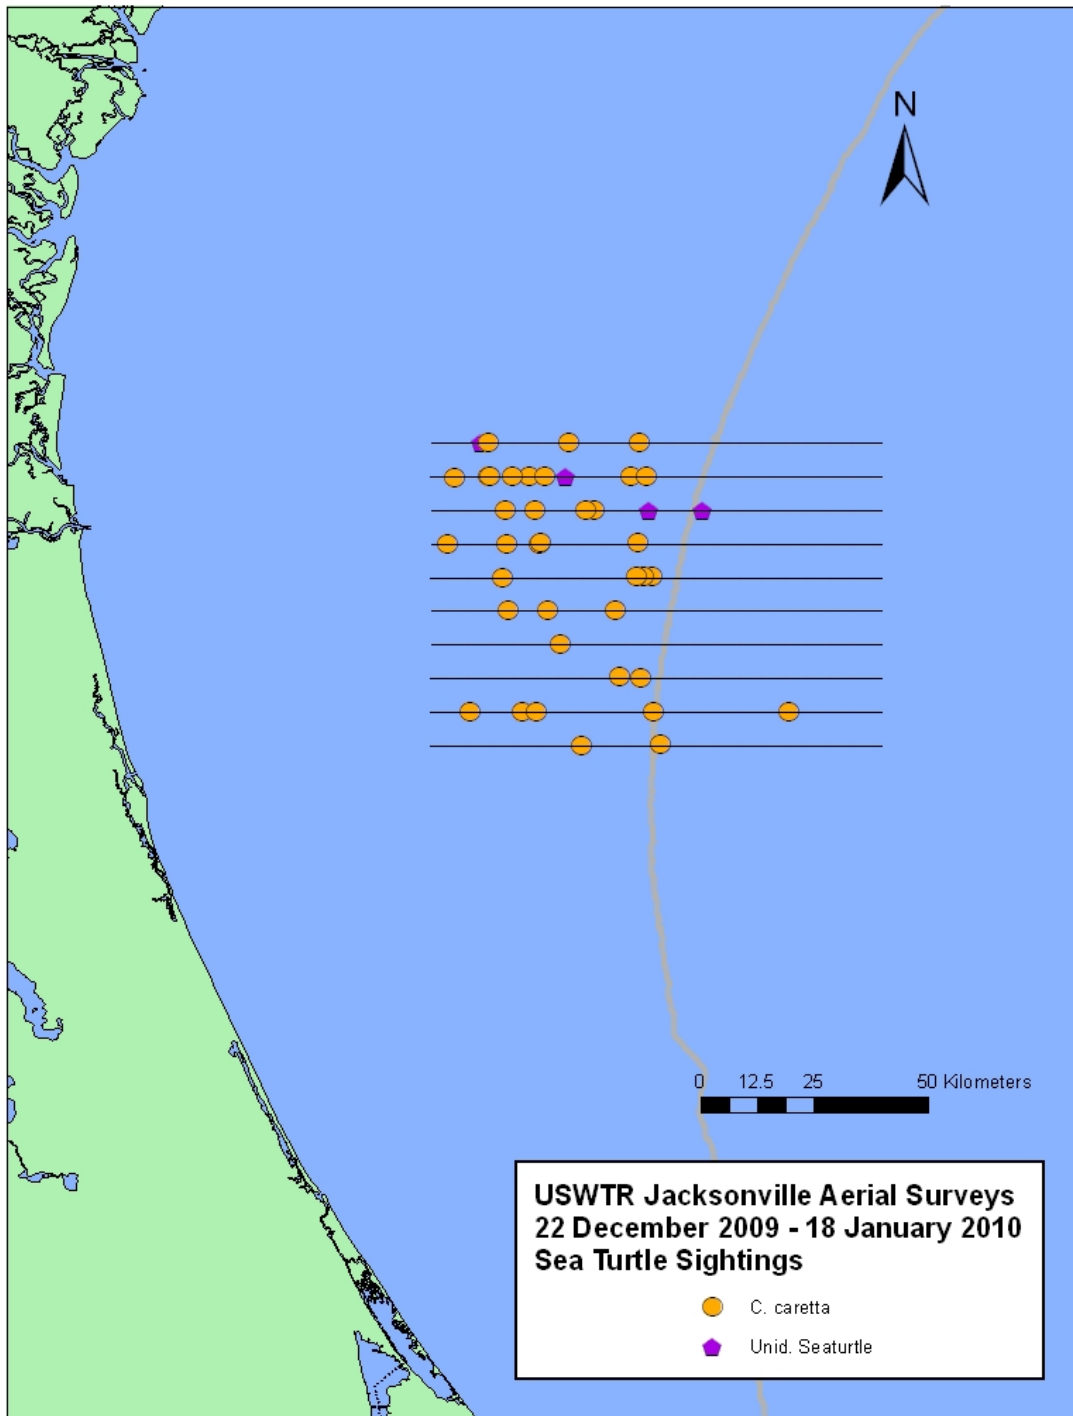 N
0 12.5 25 50 Kilometers
USWTR Jacksonville Aerial Surveys
22 December 2009 - 18 January 2010
Sea Turtle Sightings
C. caretta
Unid. Seaturtle